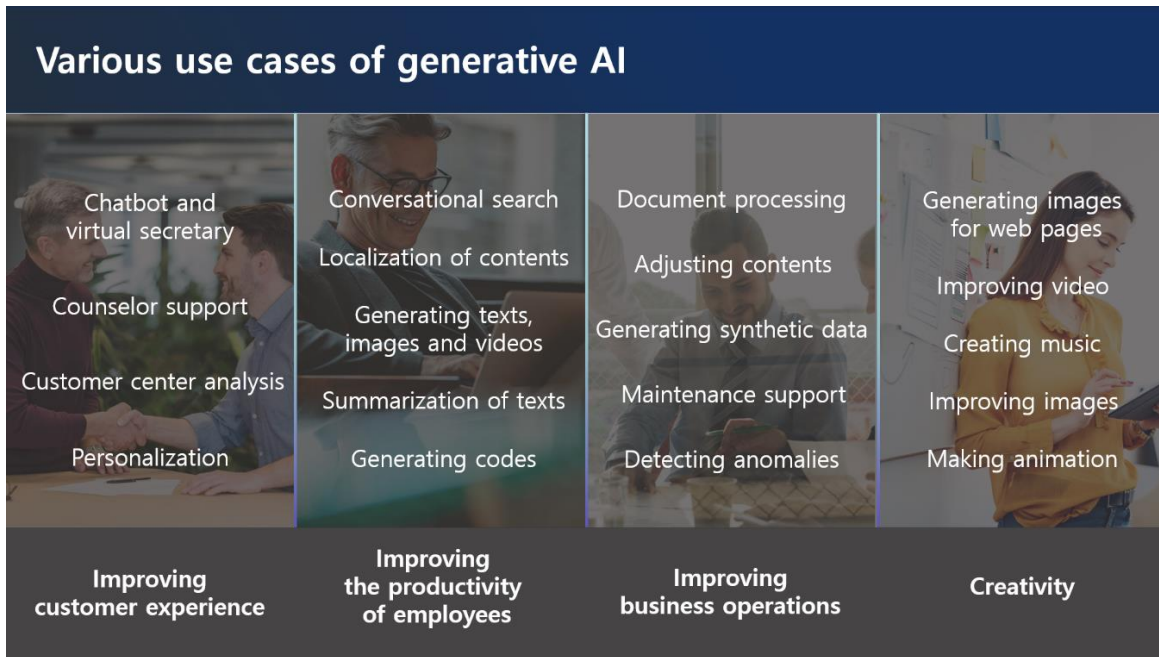 Various use cases of generative AI
Chatbot and
virtual secretary
Counselor support
Customer center analysis
Personalization
Improving
customer experience
Conversational search
Localization of contents
Generating texts,
images and videos
Summarization of texts
Generating codes
Improving
the productivity
of employees
Document processing
Adjusting contents
Generating synthetic data
Maintenance support
Detecting anomalies
Improving
business operations
Generating images
for web pages
Improving video
Creating music
Improving images
Making animation
Creativity